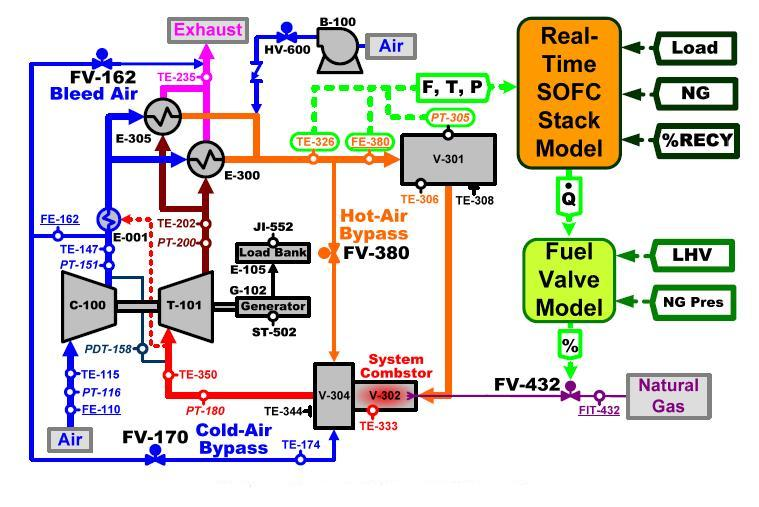 Exhaust
B-100
HV-600
Air
FV-162
TE-235
Bleed Air
E-305
E-300
F, T, P
PT-305
TE-326
FE-380
V-301
TE-306
TE-308
Real-
Time
SOFC
Stack
Model
Load
NG
%RECY
Q̇
Fuel
Valve
Model
LHV
NG Pres
%
FE-162
E-001
TE-147
PT-151
TE-202
PT-200
JI-552
Load Bank
E-105
G-102
Generator
ST-502
Hot-Air
Bypass
FV-380
C-100
T-101
PDT-158
TE-115
PT-116
FE-110
Air
TE-350
PT-180
System
Combstor
V-304
V-302
TE-344
TE-333
FV-432
FIT-432
Natural
Gas
FV-170
Cold-Air
Bypass
TE-174